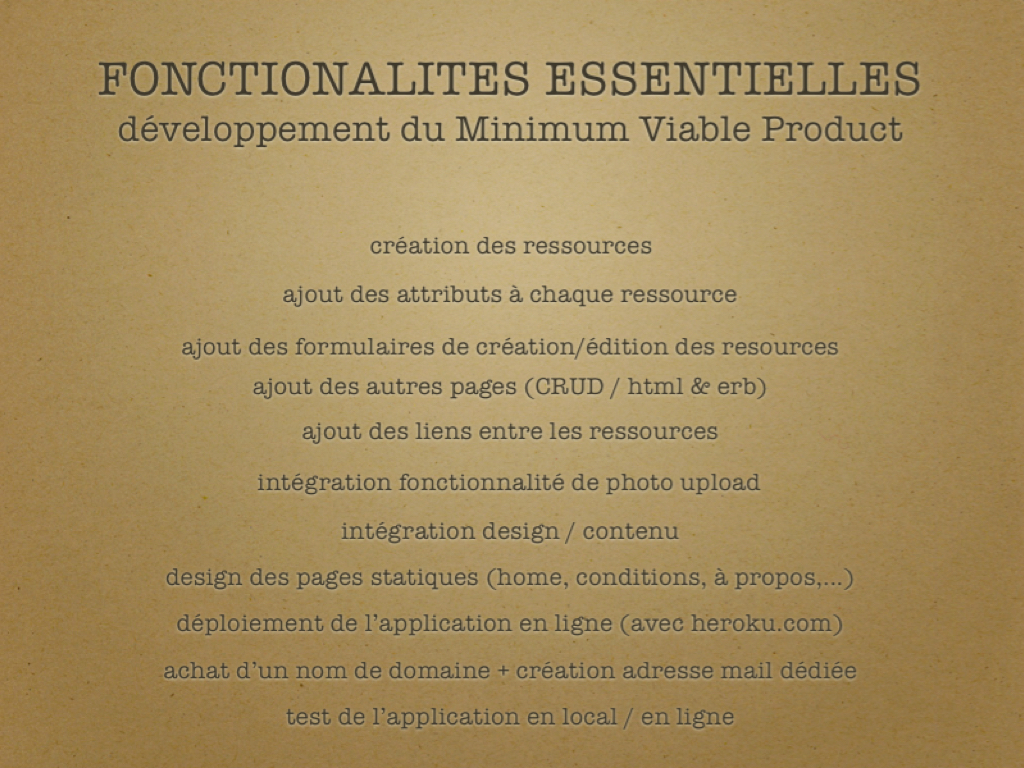 FONCTIONALITES ESSENTIELLES
développement du Minimum Viable Product
création des ressources
ajout des attributs à chaque ressource
ajout des formulaires de création/édition des resources
ajout des autres pages (CRUD / html & erb)
ajout des liens entre les ressources
intégration fonctionnalité de photo upload
intégration design / contenu
design des pages statiques (home, conditions, à propos,...)
déploiement de l'application en ligne (avec heroku.com)
achat d'un nom de domaine + création adresse mail dédiée
test de l'application en local / en ligne